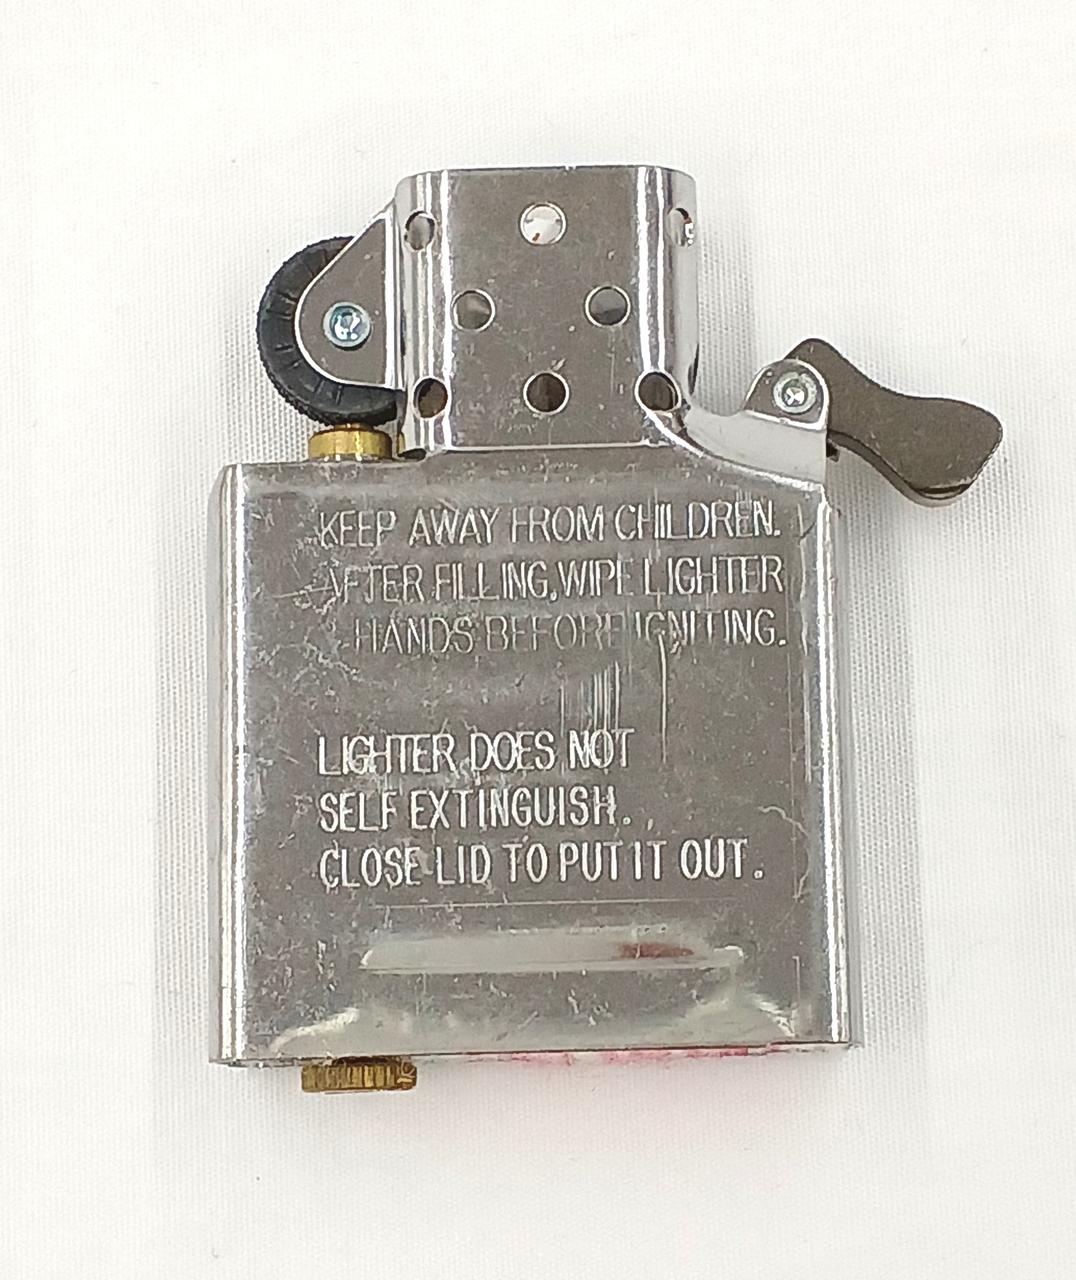 KEEP AWAY FROM CHILDREN.
AFTER FILLING, WIPE LIGHTER
HANDS BEFORE IGNITING.
LIGHTER DOES NOT
SELF EXTINGUISH.
CLOSE LID TO PUT IT OUT.